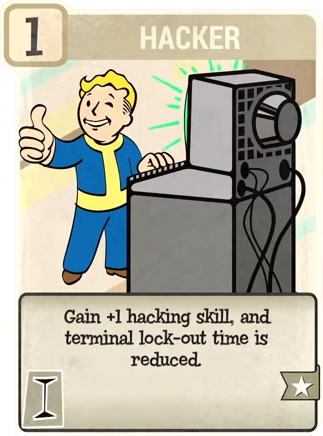 1
HACKER
Gain +1 hacking skill, and
terminal lock-out time is
reduced.
I